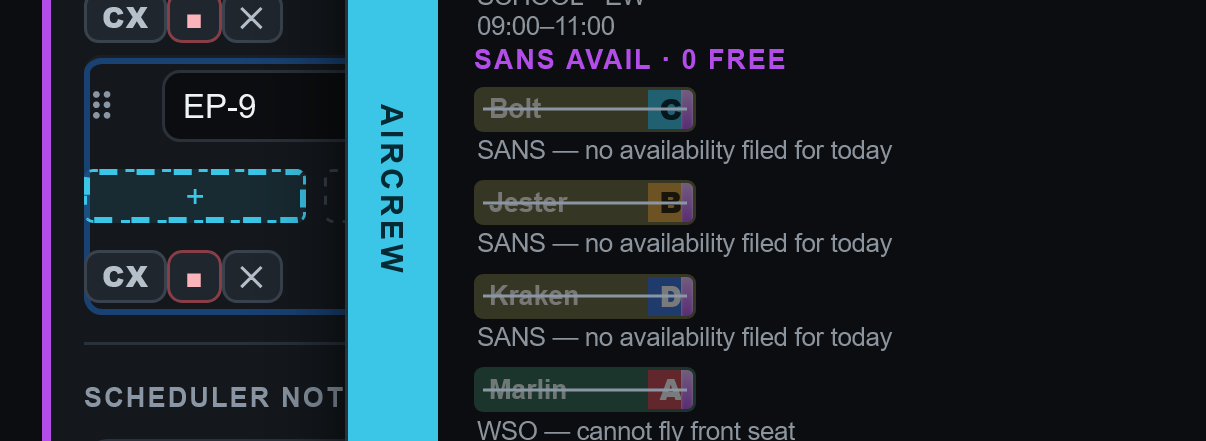 CX
EP-9
+
CX
SCHEDULER NOT
AIRCREW
09:00–11:00
SANS AVAIL · 0 FREE
Bolt C
SANS — no availability filed for today
Jester B
SANS — no availability filed for today
Kraken D
SANS — no availability filed for today
Marlin A
WSO — cannot fly front seat